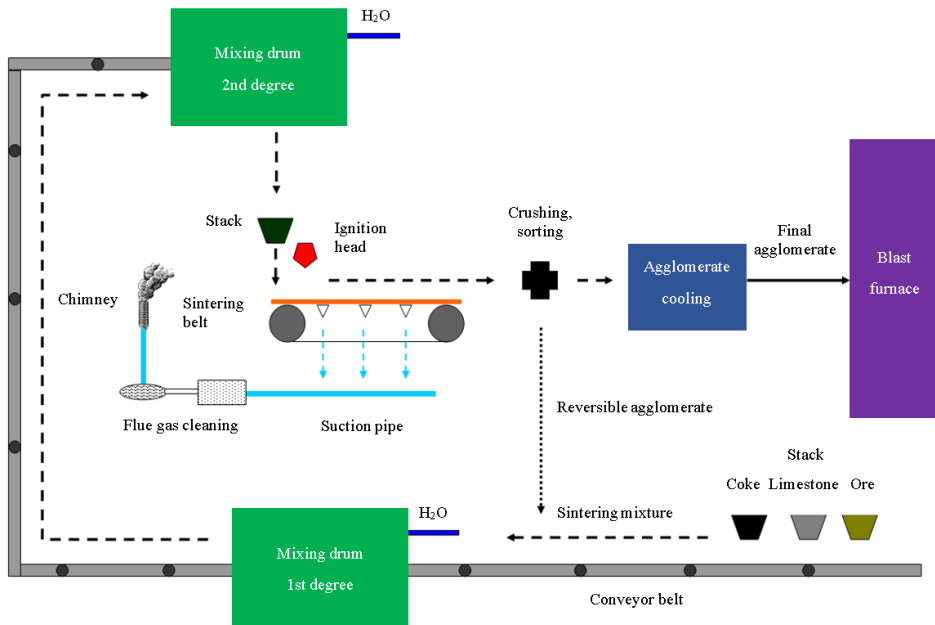 H₂O
Mixing drum
2nd degree
Stack
Ignition
head
Crushing,
sorting
Final
agglomerate
Agglomerate
cooling
Blast
furnace
Chimney
Sintering
belt
Flue gas cleaning
Suction pipe
Reversible agglomerate
Stack
Coke
Limestone
Ore
H₂O
Sintering mixture
Mixing drum
1st degree
Conveyor belt